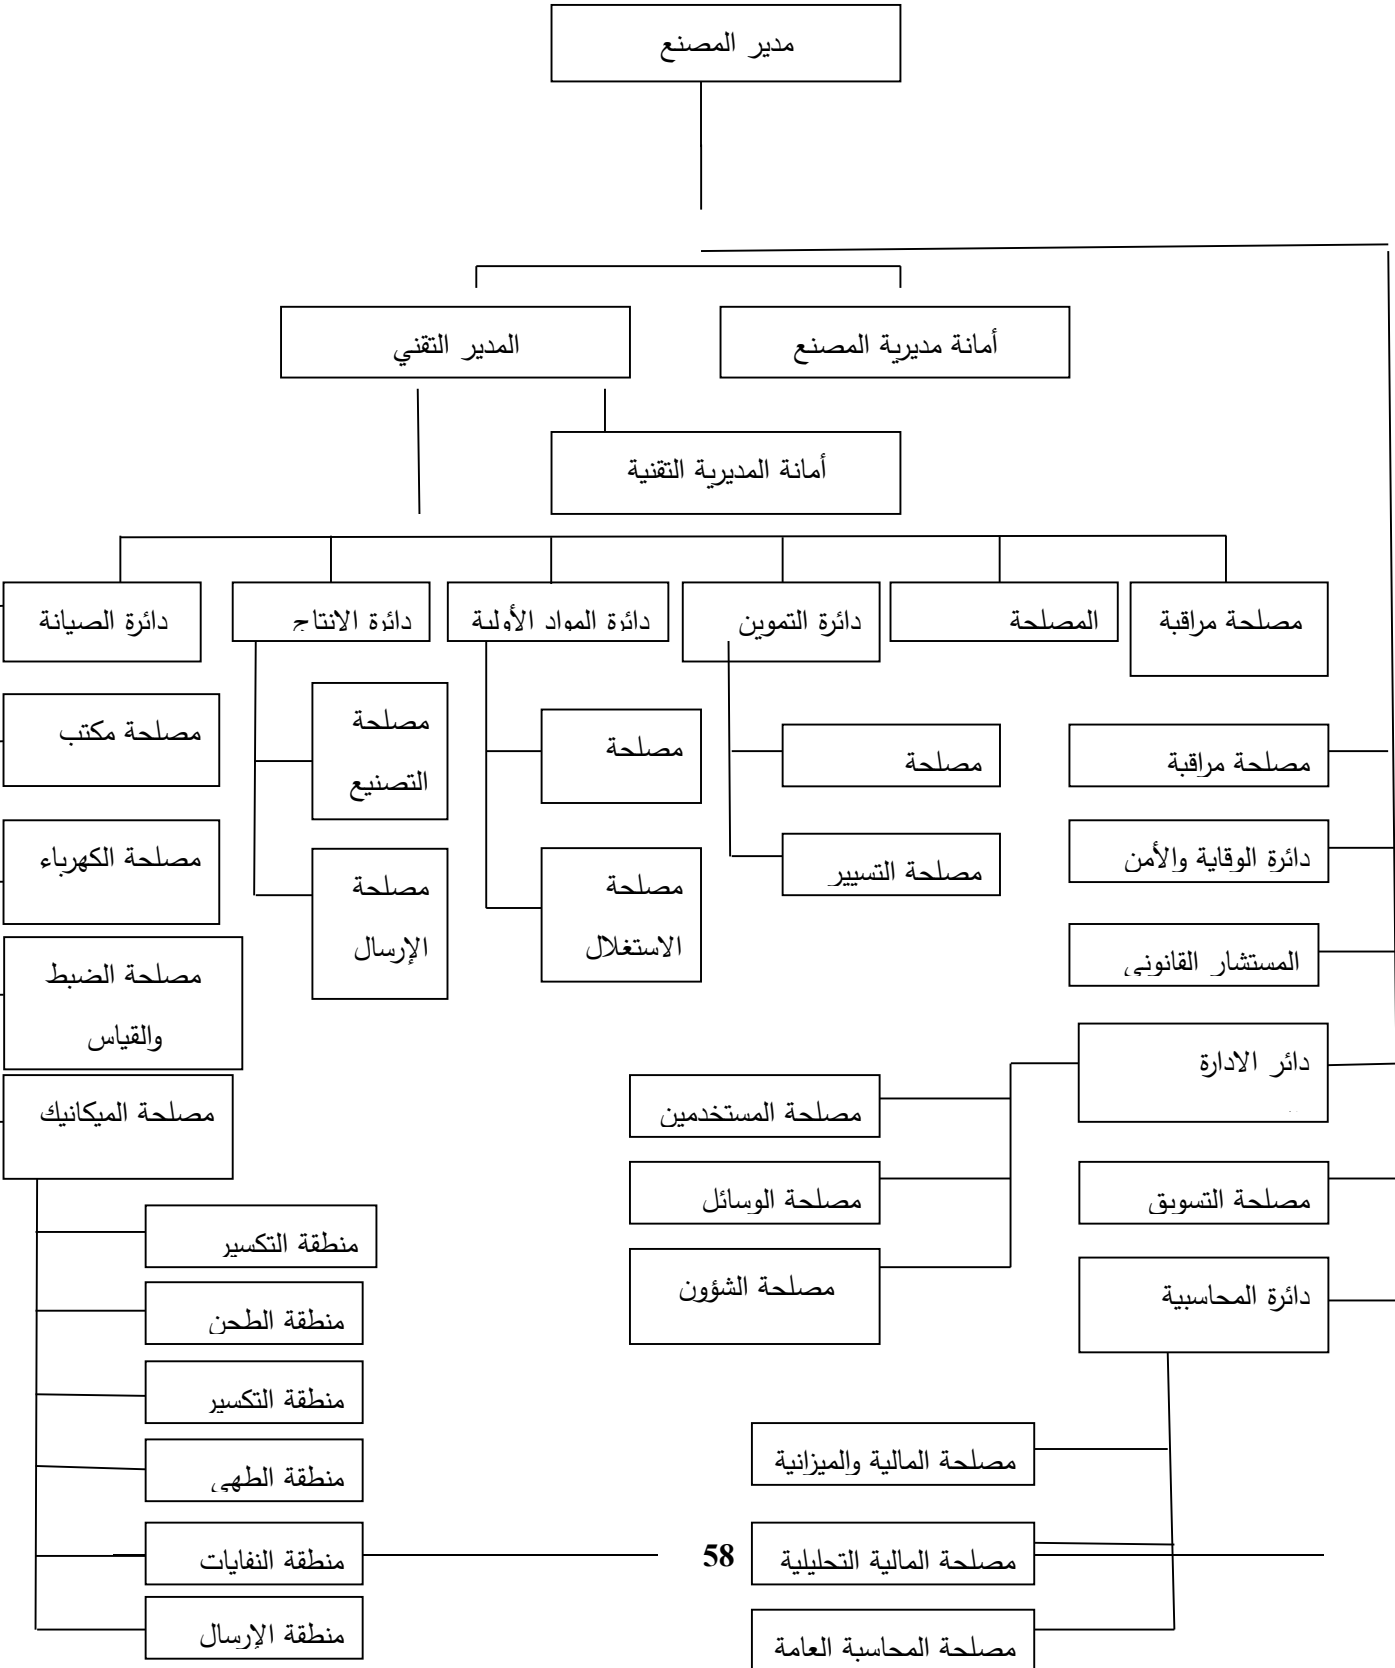 مدير المصنع
أمانة مديرية المصنع
المدير التقني
أمانة المديرية التقنية
مصلحة مراقبة
المصلحة
دائرة التموين
دائرة المواد الأولية
دائرة الانتاج
دائرة الصيانة
مصلحة مراقبة
مصلحة
مصلحة
مصلحة
التصنيع
مصلحة مكتب
دائرة الوقاية والأمن
مصلحة التسيير
مصلحة
الاستغلال
مصلحة
الإرسال
مصلحة الكهرباء
المستشار القانوني
مصلحة الضبط
والقياس
دائر الادارة
مصلحة المستخدمين
مصلحة الميكانيك
مصلحة التسويق
مصلحة الوسائل
منطقة التكسير
دائرة المحاسبية
مصلحة الشؤون
منطقة الطحن
منطقة التكسير
مصلحة المالية والميزانية
منطقة الطهي
مصلحة المالية التحليلية
58
منطقة النفايات
مصلحة المحاسبة العامة
منطقة الإرسال